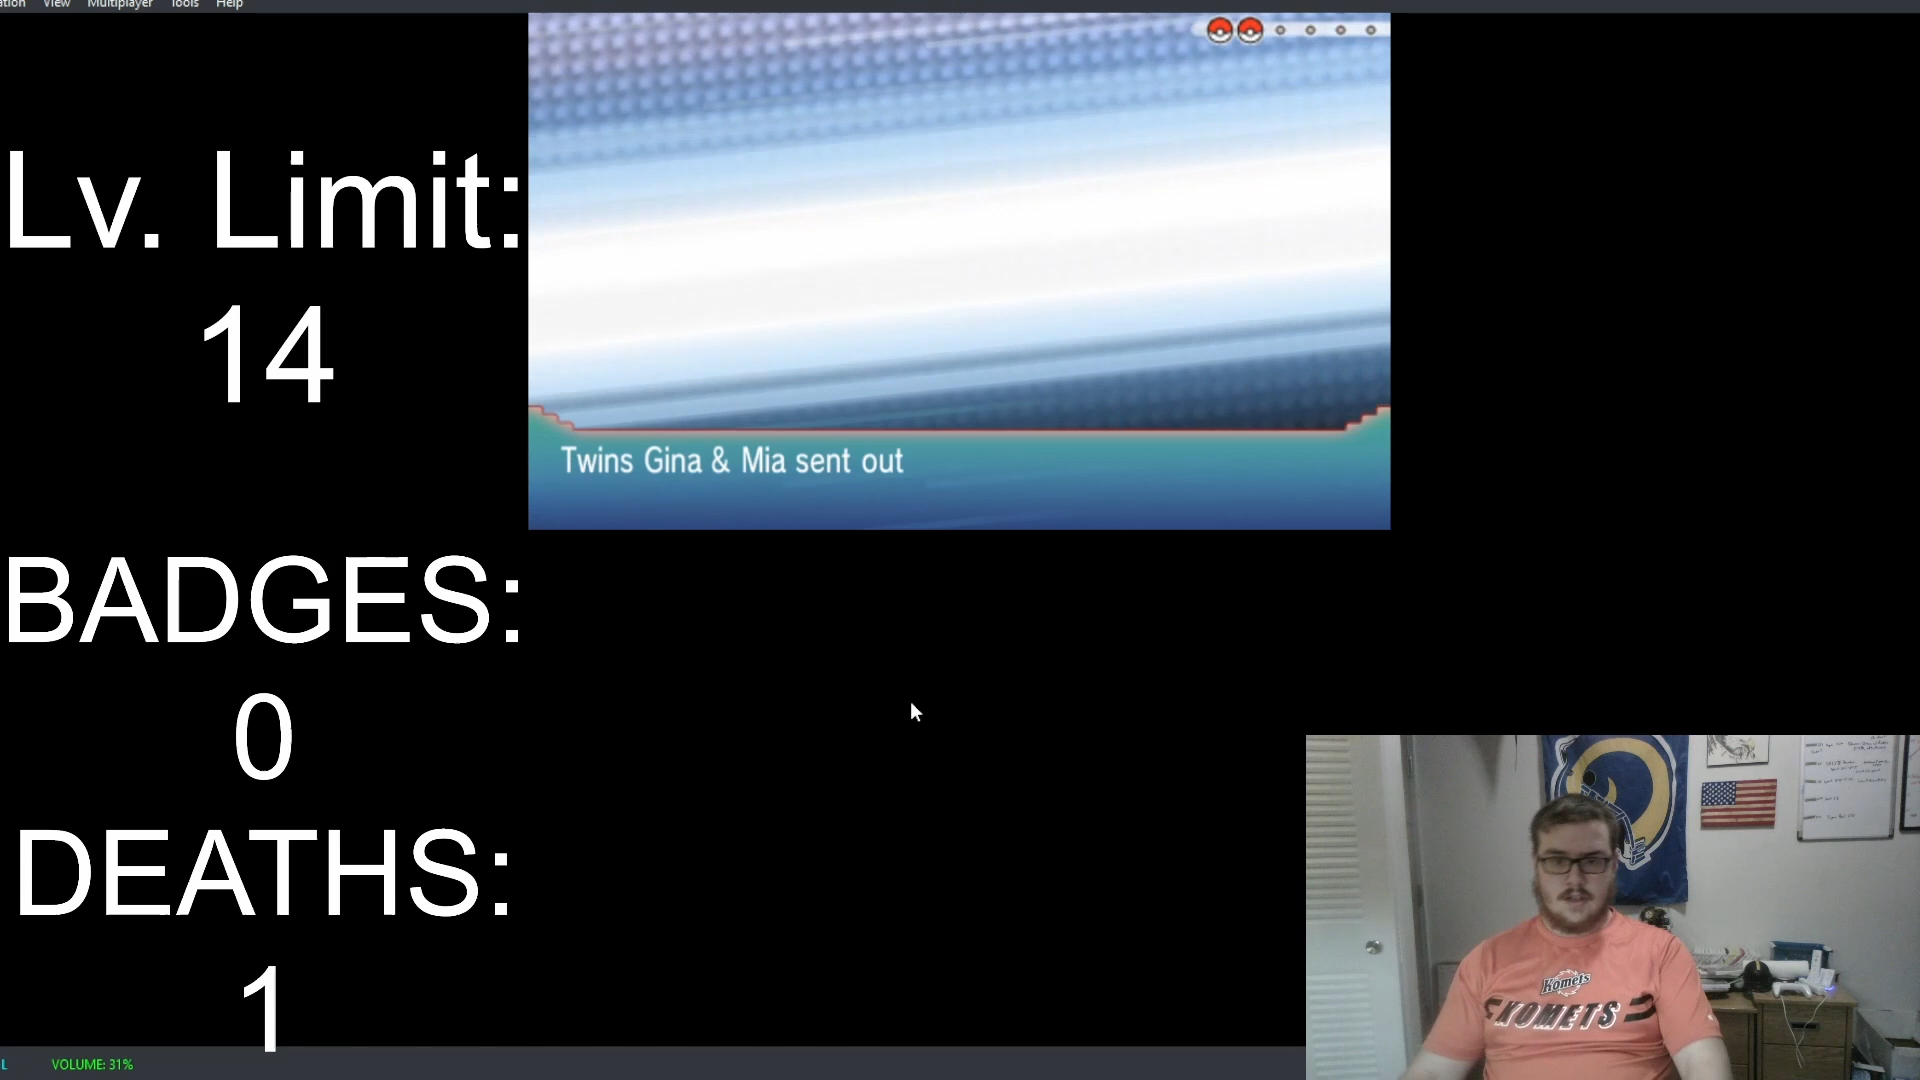 View Multiplayer Tools Help
Lv. Limit:
14
Twins Gina & Mia sent out
BADGES:
0
DEATHS:
1
VOLUME: 31%
Komets
KOMETS